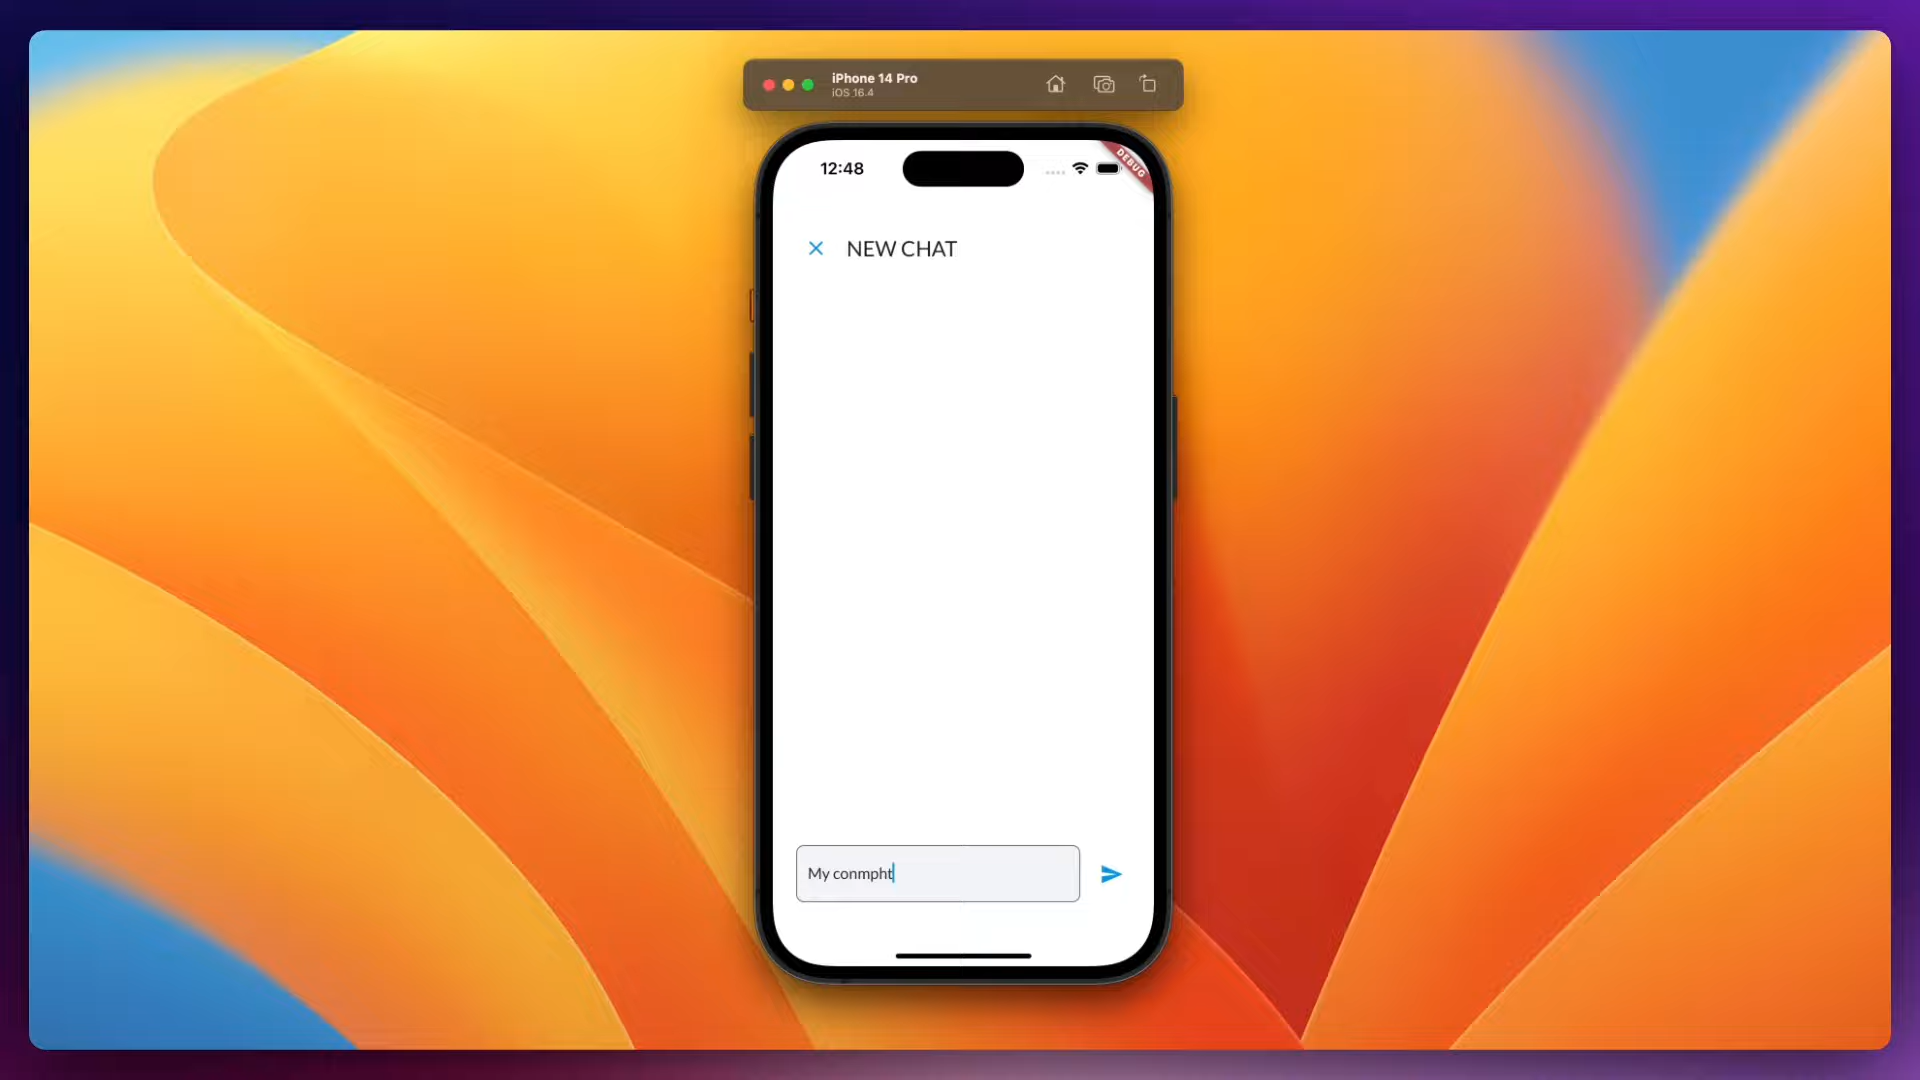 iPhone 14 Pro
iOS 16.4
12:48
DEBUG
NEW CHAT
My conmpht